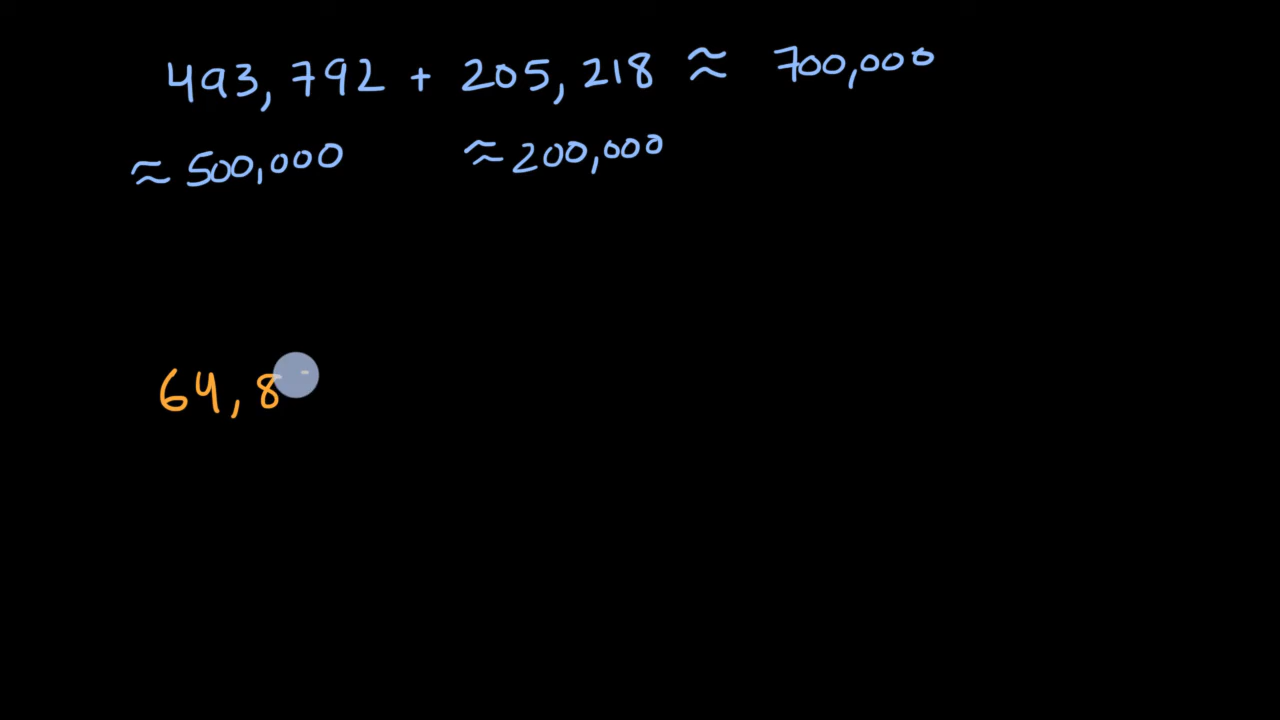 493,792 + 205,218 ≈ 700,000
≈ 500,000 ≈ 200,000
64,8